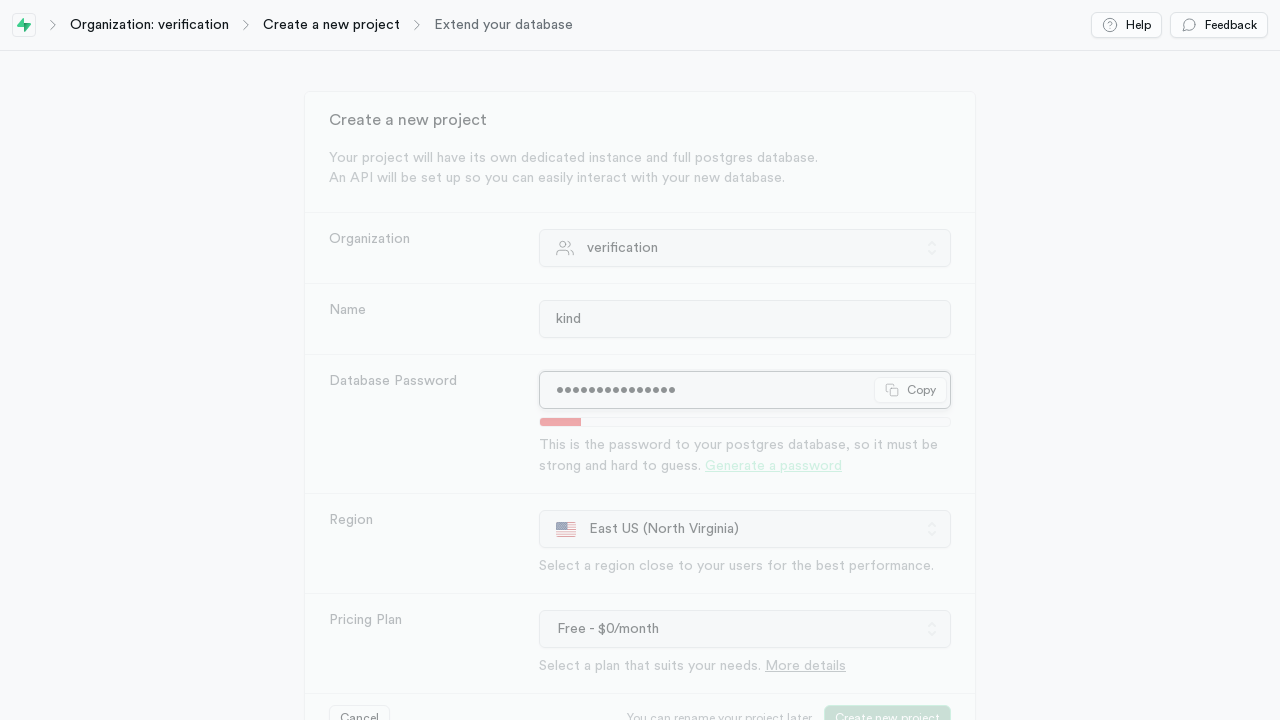 Organization: verification
Create a new project
Extend your database
Help
Feedback
Create a new project
Your project will have its own dedicated instance and full postgres database.
An API will be set up so you can easily interact with your new database.
Organization
verification
Name
kind
Database Password
•••••••••••••••
Copy
This is the password to your postgres database, so it must be
strong and hard to guess. Generate a password
Region
East US (North Virginia)
Select a region close to your users for the best performance.
Pricing Plan
Free - $0/month
Select a plan that suits your needs. More details
Cancel
You can rename your project later
Create new project